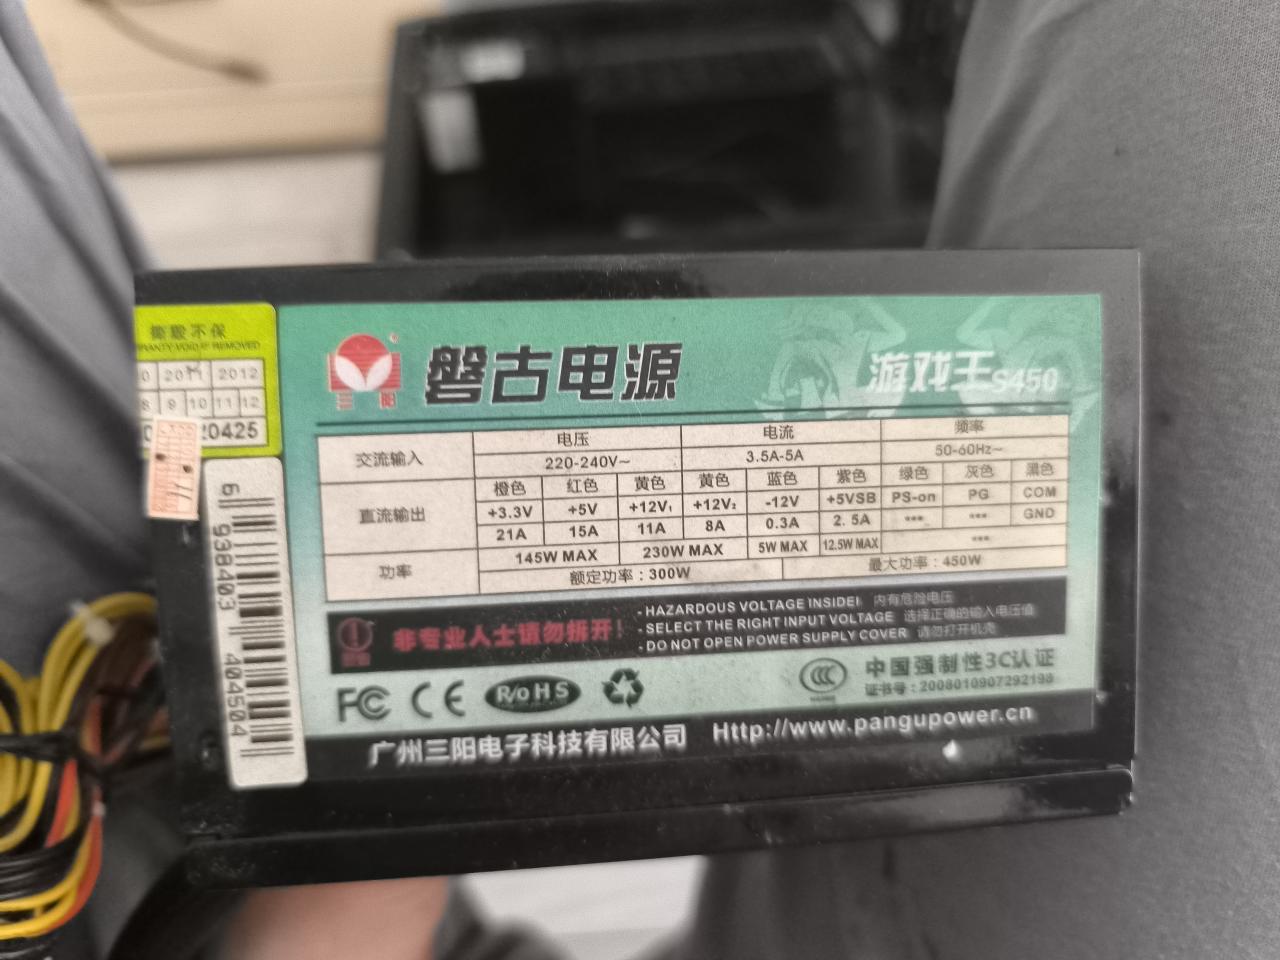 撕毁不保
WARRANTY VOID IF REMOVED
2011 2012
8 9 10 11 12
20425
6 938403 404504
三阳
磐古电源
游戏王S450
交流输入 电压 电流 频率
220-240V~ 3.5A-5A 50-60Hz~
直流输出 橙色 红色 黄色 黄色 蓝色 紫色 绿色 灰色 黑色
+3.3V +5V +12V₁ +12V₂ -12V +5VSB PS-on PG COM
21A 15A 11A 8A 0.3A 2.5A *** *** GND
功率 145W MAX 230W MAX 5W MAX 12.5W MAX ***
额定功率：300W 最大功率：450W
非专业人士请勿拆开！
- HAZARDOUS VOLTAGE INSIDE! 内有危险电压
- SELECT THE RIGHT INPUT VOLTAGE 选择正确的输入电压值
- DO NOT OPEN POWER SUPPLY COVER 请勿打开机壳
FC CE RoHS
中国强制性3C认证
证书号：2008010907292193
广州三阳电子科技有限公司 Http://www.pangupower.cn